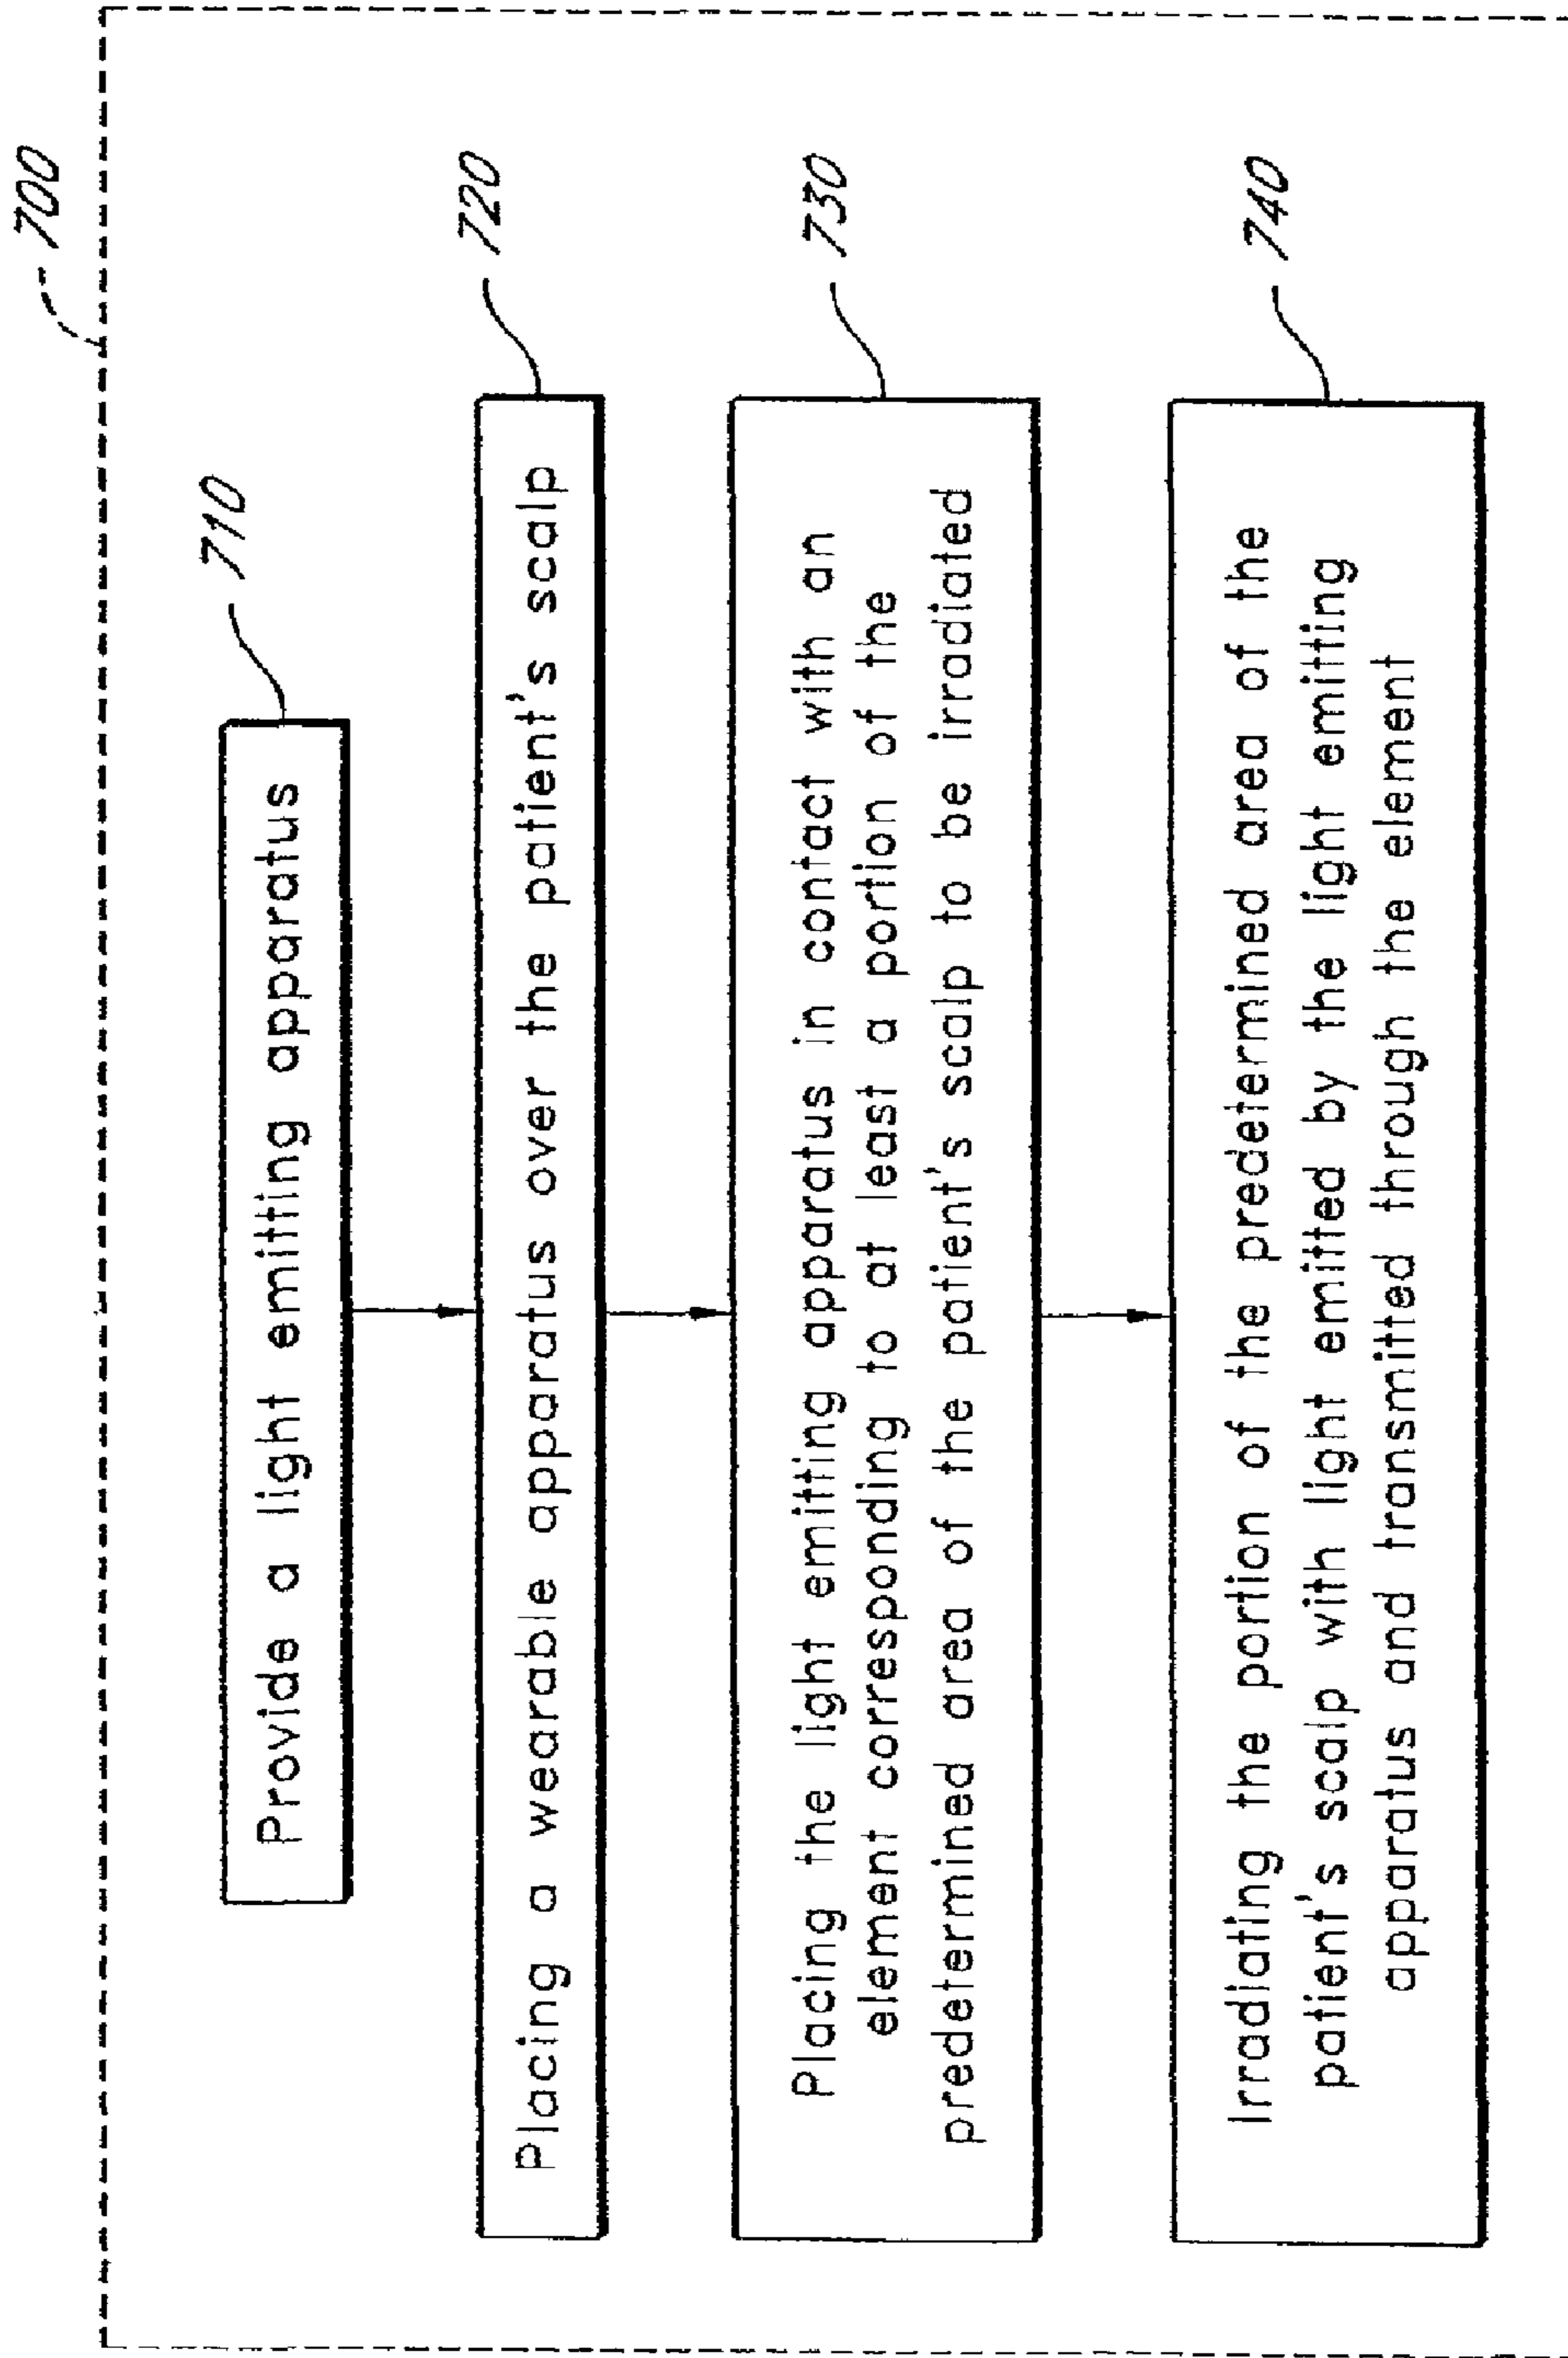 700
710
Provide a light emitting apparatus
720
Placing a wearable apparatus over the patient's scalp
730
Placing the light emitting apparatus in contact with an
element corresponding to at least a portion of the
predetermined area of the patient's scalp to be irradiated
740
Irradiating the portion of the predetermined area of the
patient's scalp with light emitted by the light emitting
apparatus and transmitted through the element